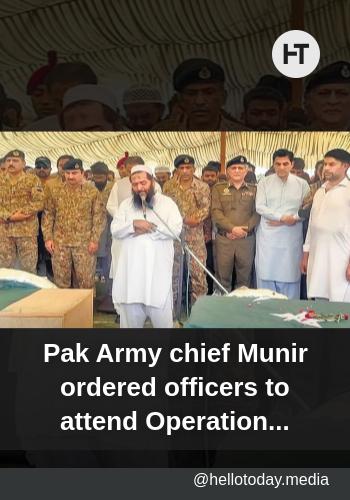 HT
Pak Army chief Munir
ordered officers to
attend Operation...
@hellotoday.media